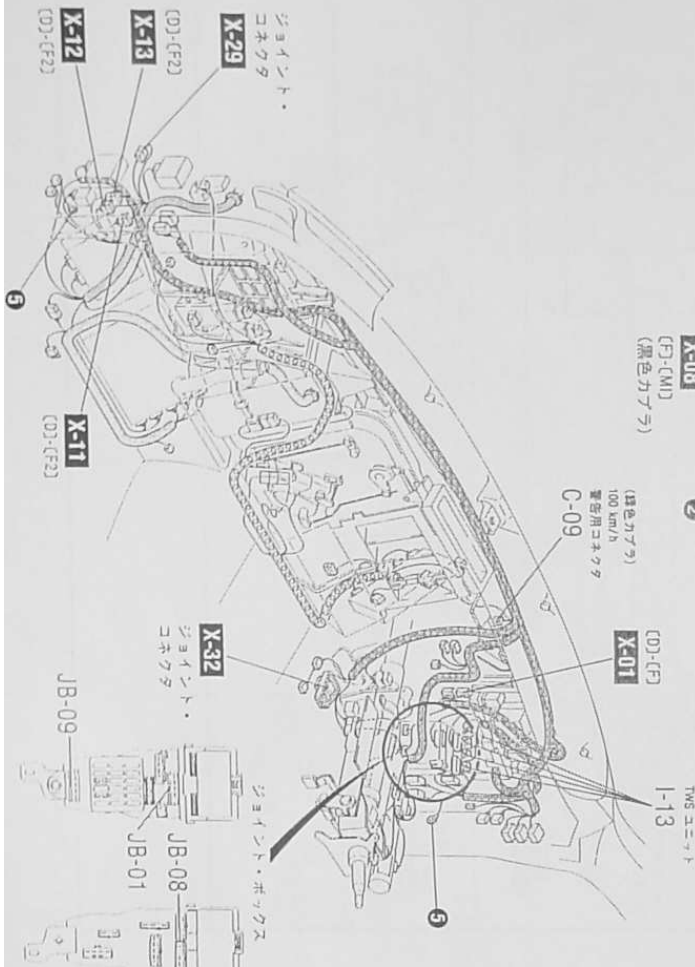 ジョイント・
コネクタ
X-29
X-13
[D]-[F2]
X-12
[D]-[F2]
5
X-11
[D]-[F2]
[F]-[MI]
(黒色カプラ)
(緑色カプラ)
100 km/h
警告用コネクタ
C-09
[D]-[F]
X-01
TWS ユニット
I-13
X-32
ジョイント・
コネクタ
5
ジョイント・ボックス
JB-09
JB-01
JB-08